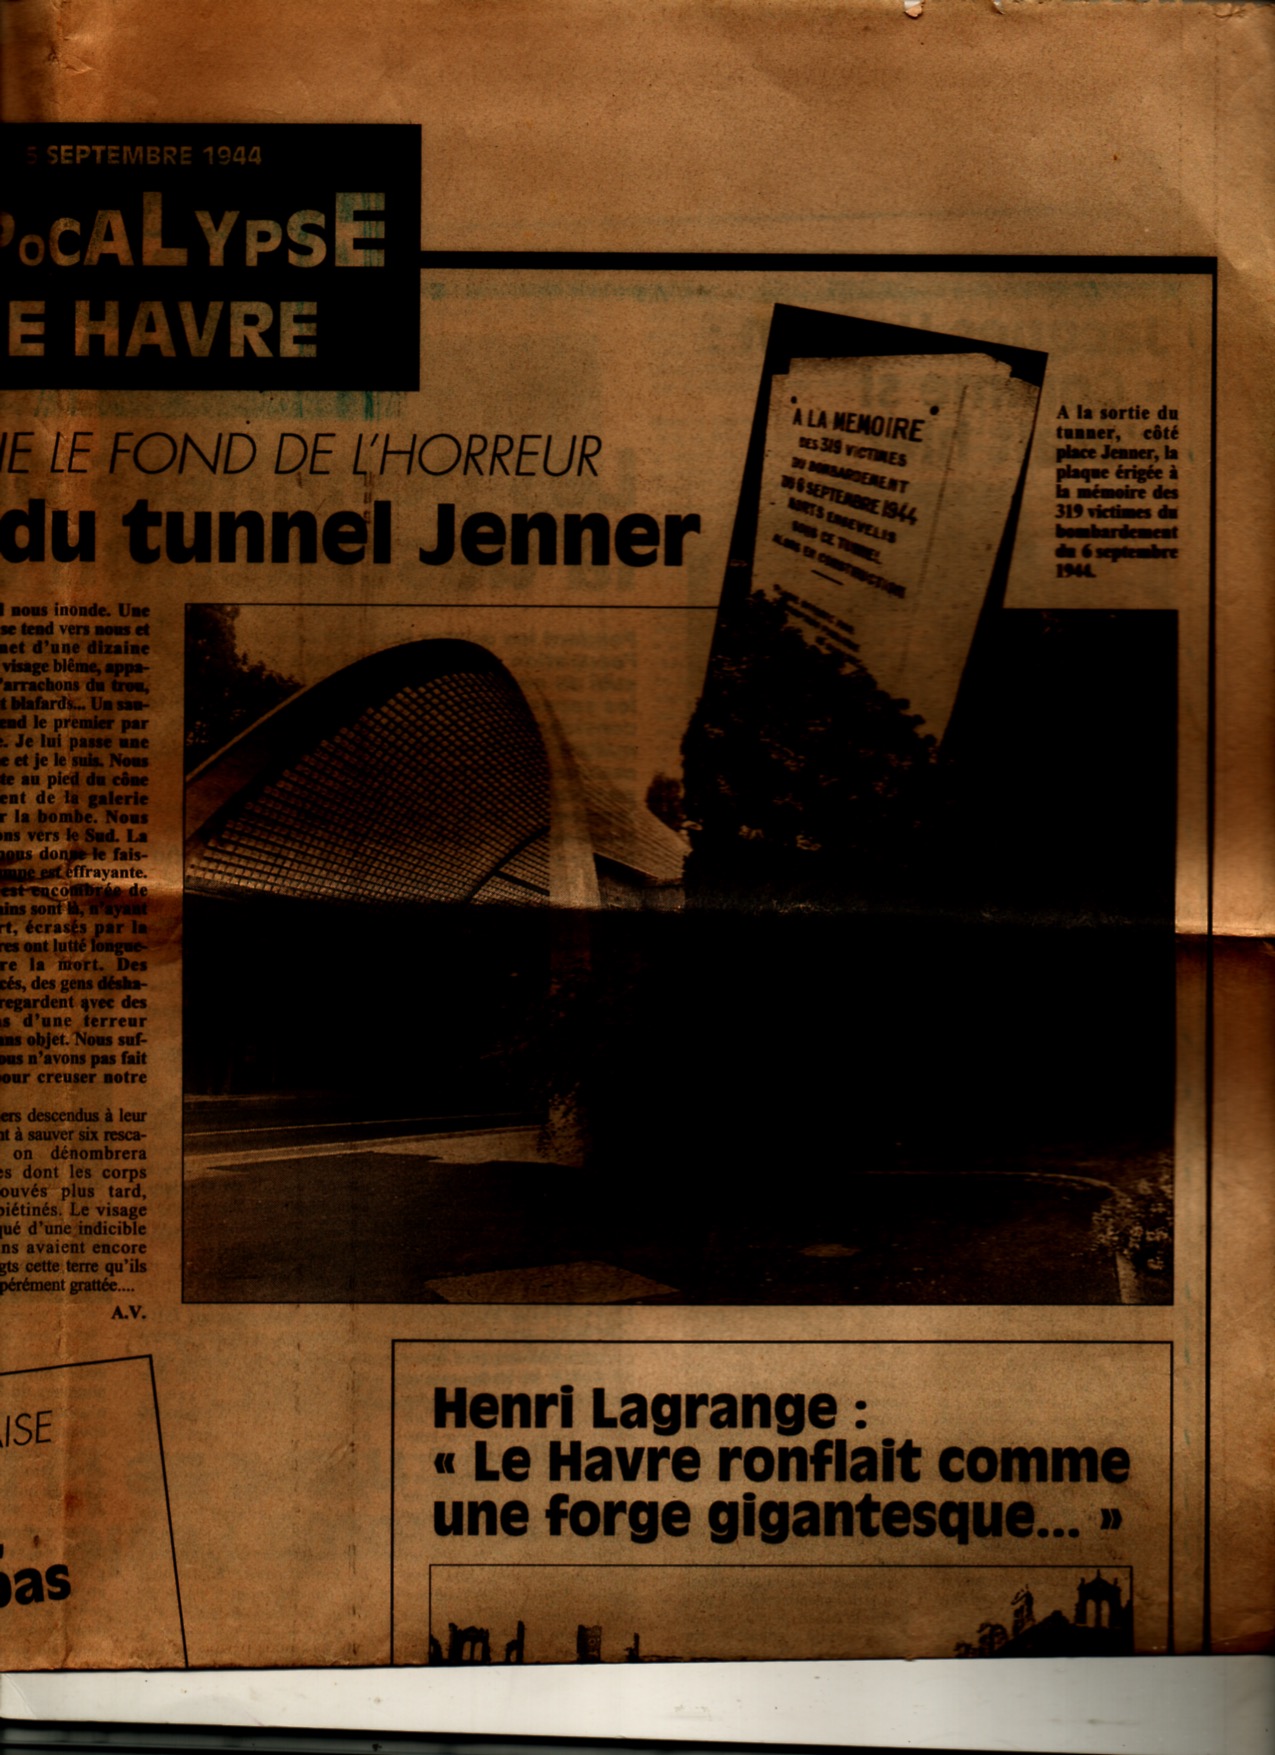 5 SEPTEMBRE 1944
POCALYPSE
E HAVRE
IE LE FOND DE L'HORREUR
du tunnel Jenner
"A LA MEMOIRE"
DES 319 VICTIMES
DU BOMBARDEMENT
DU 6 SEPTEMBRE 1944
MORTS ENSEVELIS
SOUS CE TUNNEL
ALORS EN CONSTRUCTION
A la sortie du
tunner, côté
place Jenner, la
plaque érigée à
la mémoire des
319 victimes du
bombardement
du 6 septembre
1944.
l nous inonde. Une
se tend vers nous et
net d'une dizaine
visage blême, appa-
'arrachons du trou,
t blafards... Un sau-
end le premier par
e. Je lui passe une
e et je le suis. Nous
te au pied du cône
ent de la galerie
r la bombe. Nous
ons vers le Sud. La
nous donne le fais-
ampe est effrayante.
est encombrée de
ains sont là, n'ayant
rt, écrasés par la
res ont lutté longue-
re la mort. Des
cés, des gens désha-
regardent avec des
s d'une terreur
ans objet. Nous suf-
ous n'avons pas fait
pour creuser notre
ers descendus à leur
nt à sauver six resca-
on dénombrera
es dont les corps
ouvés plus tard,
piétinés. Le visage
qué d'une indicible
ins avaient encore
gts cette terre qu'ils
pérément grattée....
A.V.
AISE
pas
Henri Lagrange :
« Le Havre ronflait comme
une forge gigantesque... »